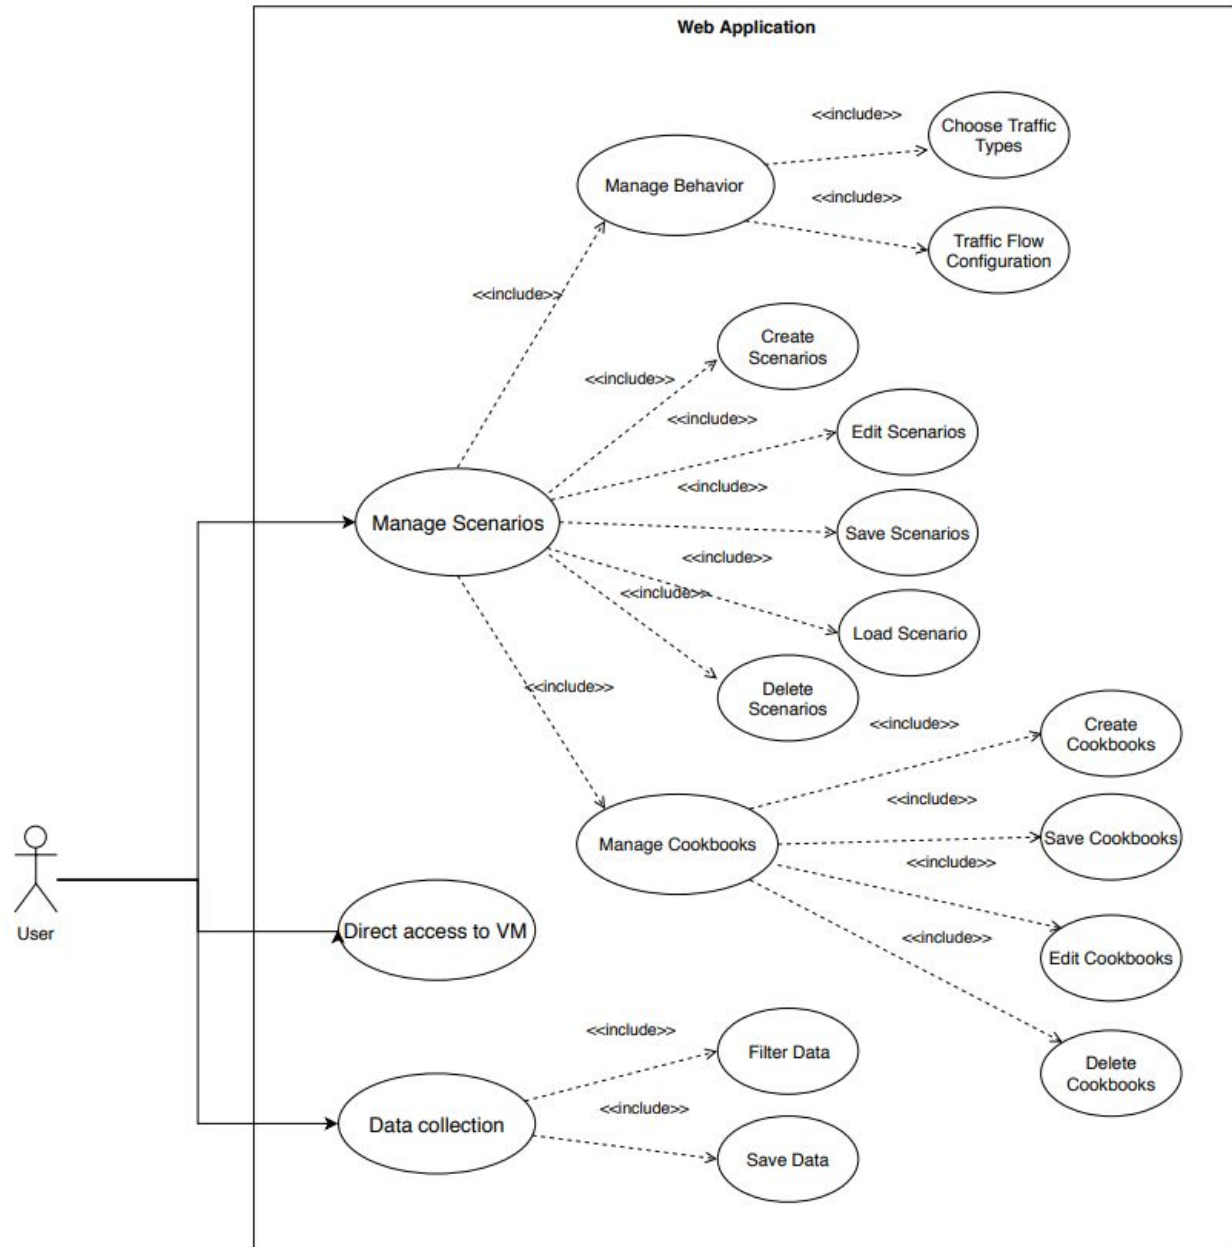 Web Application
<<include>>
Choose Traffic
Types
Manage Behavior
<<include>>
Traffic Flow
Configuration
<<include>>
Create
Scenarios
<<include>>
<<include>>
Edit Scenarios
<<include>>
Manage Scenarios
Save Scenarios
<<include>>
<<include>>
Load Scenario
<<include>>
Delete
Scenarios
<<include>>
Create
Cookbooks
<<include>>
Manage Cookbooks
Save Cookbooks
<<include>>
User
Direct access to VM
<<include>>
Edit Cookbooks
<<include>>
Filter Data
Delete
Cookbooks
<<include>>
Data collection
Save Data